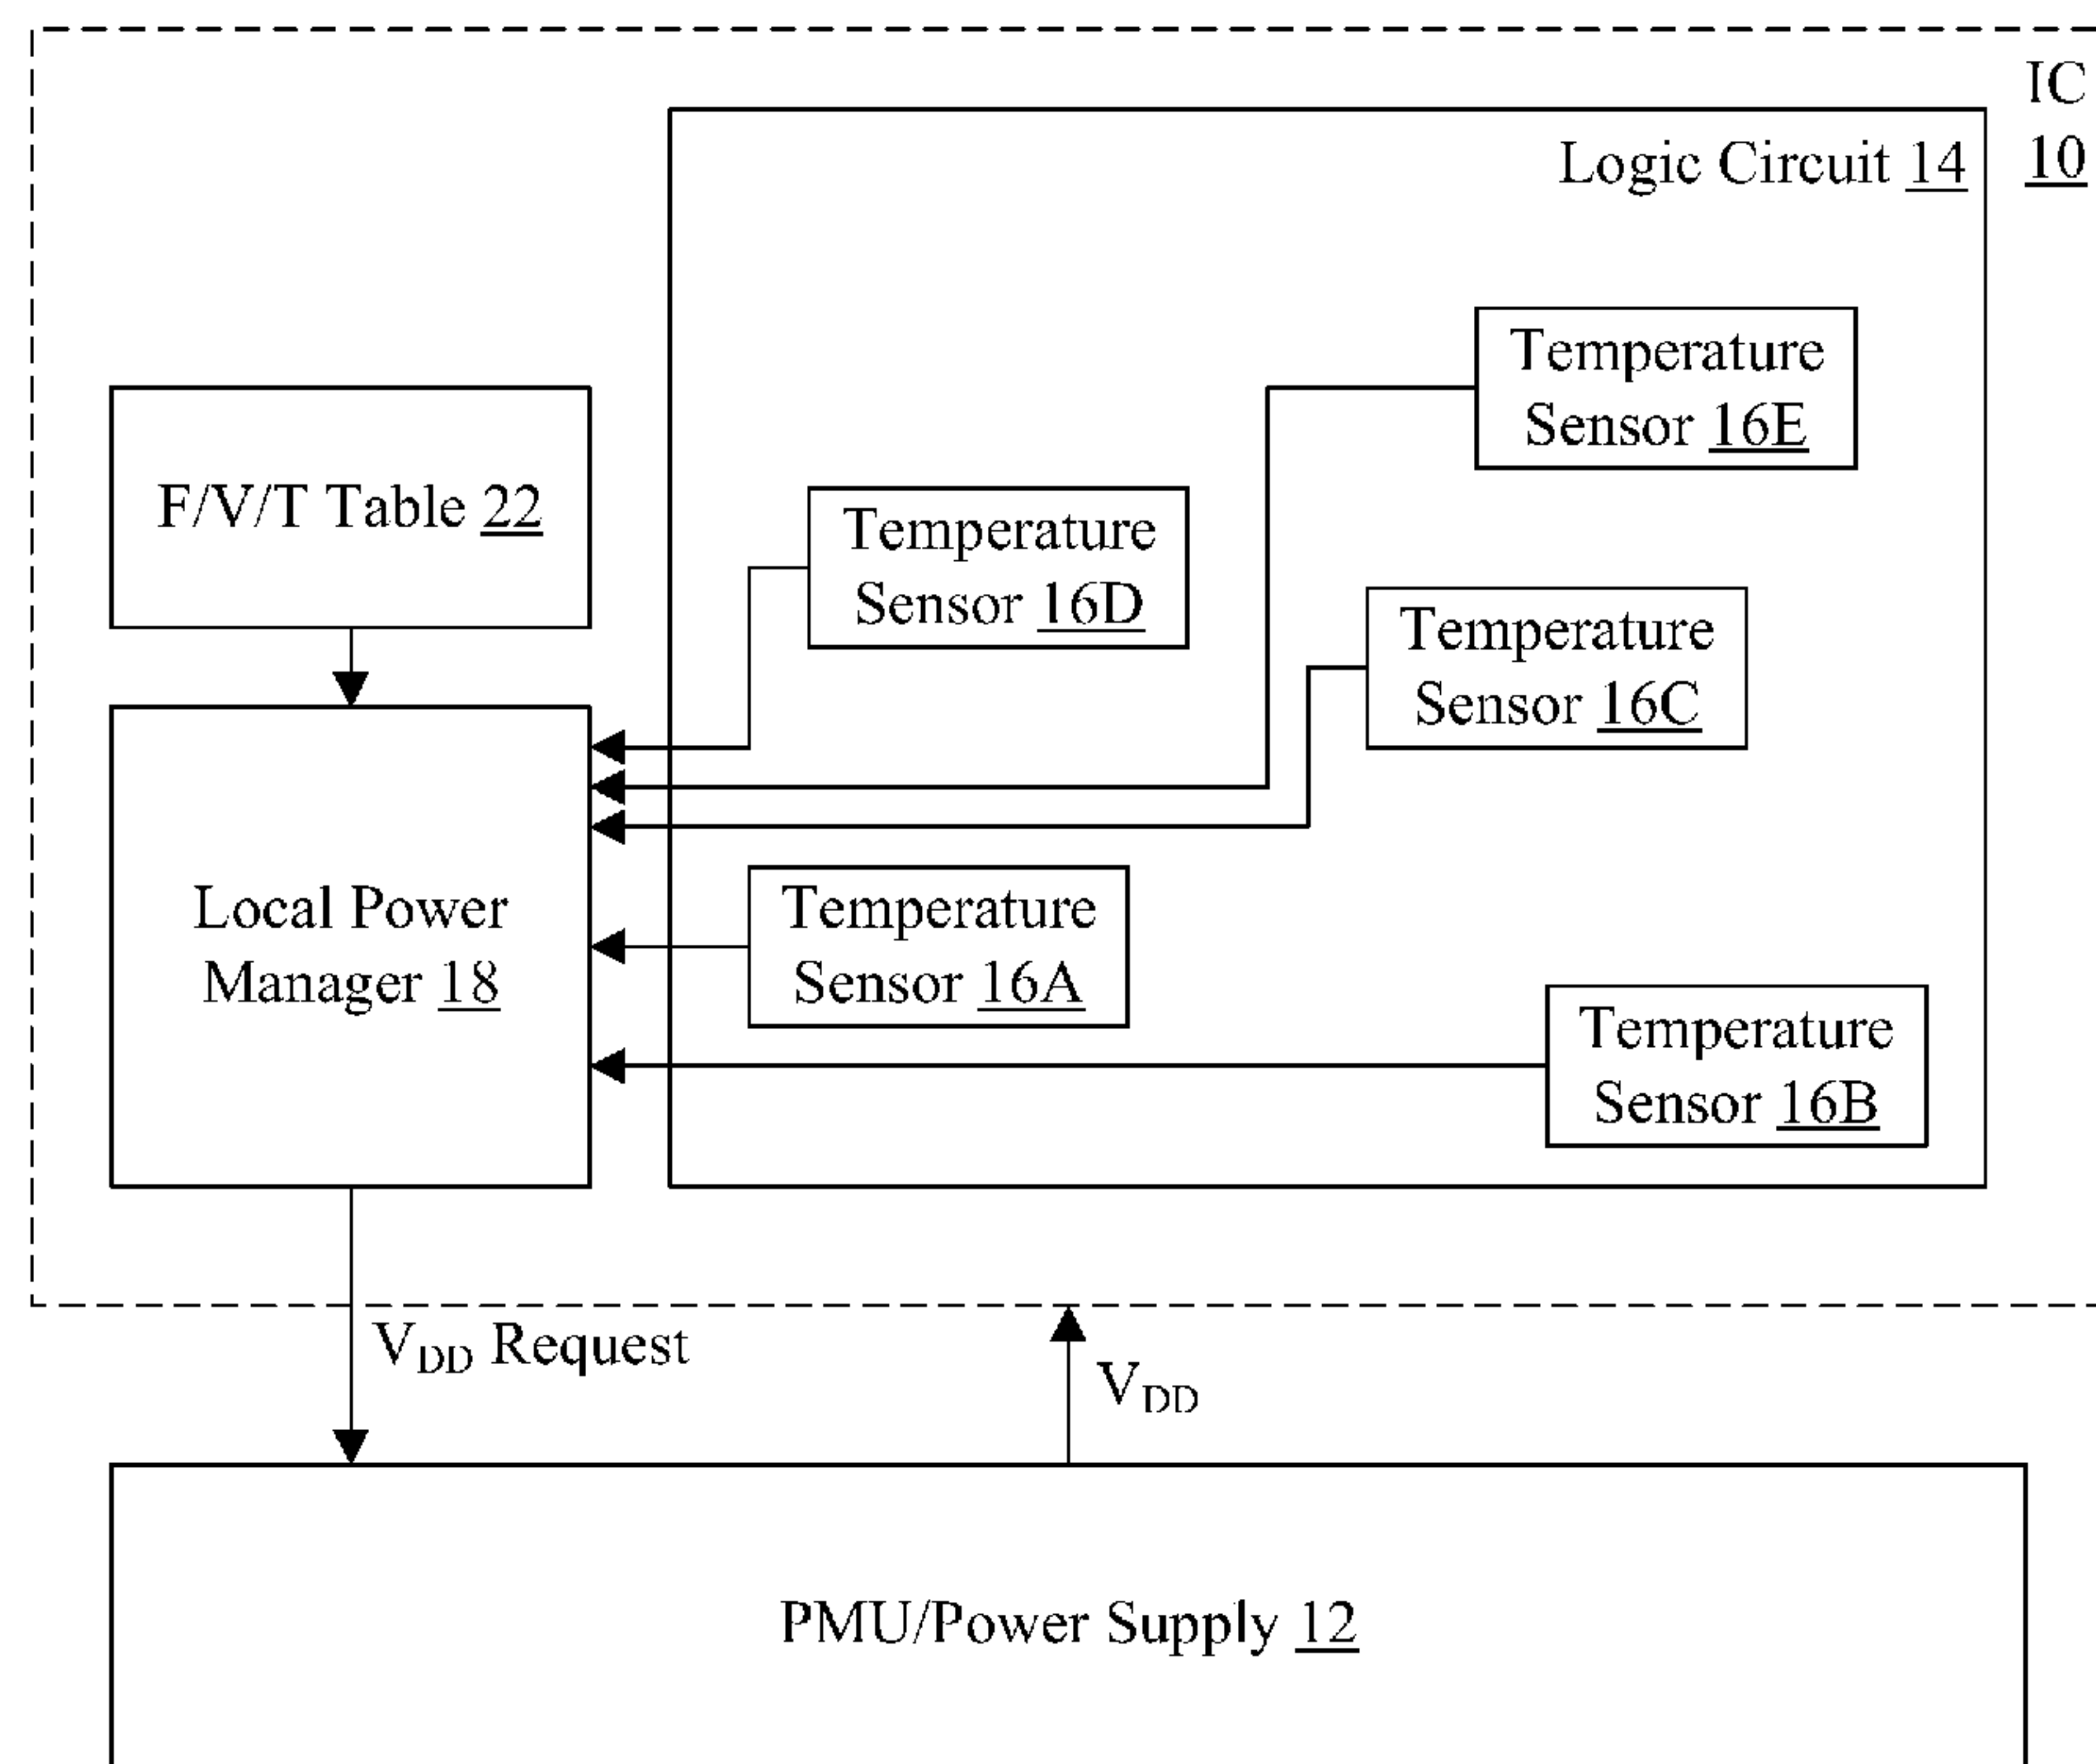 IC
10
Logic Circuit 14
Temperature
Sensor 16E
F/V/T Table 22
Temperature
Sensor 16D
Temperature
Sensor 16C
Local Power
Manager 18
Temperature
Sensor 16A
Temperature
Sensor 16B
VDD Request
VDD
PMU/Power Supply 12